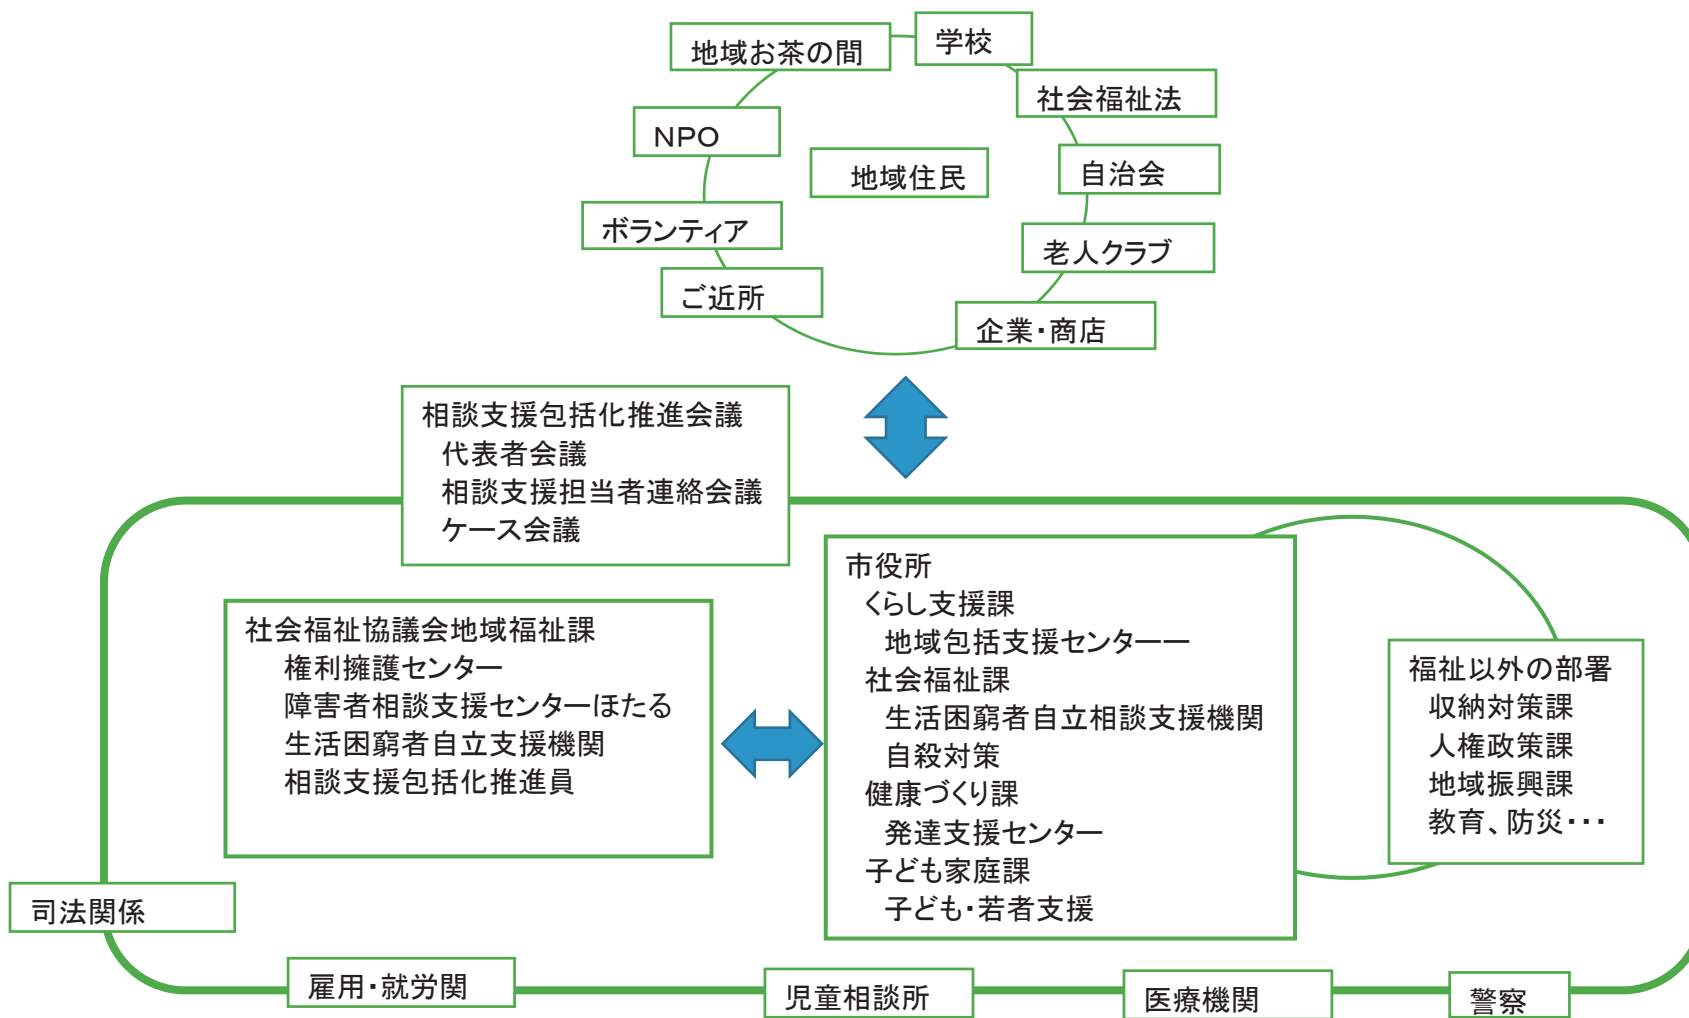 地域お茶の間
学校
社会福祉法
NPO
地域住民
自治会
ボランティア
老人クラブ
ご近所
企業・商店
相談支援包括化推進会議
代表者会議
相談支援担当者連絡会議
ケース会議
市役所
くらし支援課
地域包括支援センターー
社会福祉課
生活困窮者自立相談支援機関
自殺対策
健康づくり課
発達支援センター
子ども家庭課
子ども・若者支援
社会福祉協議会地域福祉課
権利擁護センター
障害者相談支援センターほたる
生活困窮者自立支援機関
相談支援包括化推進員
福祉以外の部署
収納対策課
人権政策課
地域振興課
教育、防災・・・
司法関係
雇用・就労関
児童相談所
医療機関
警察